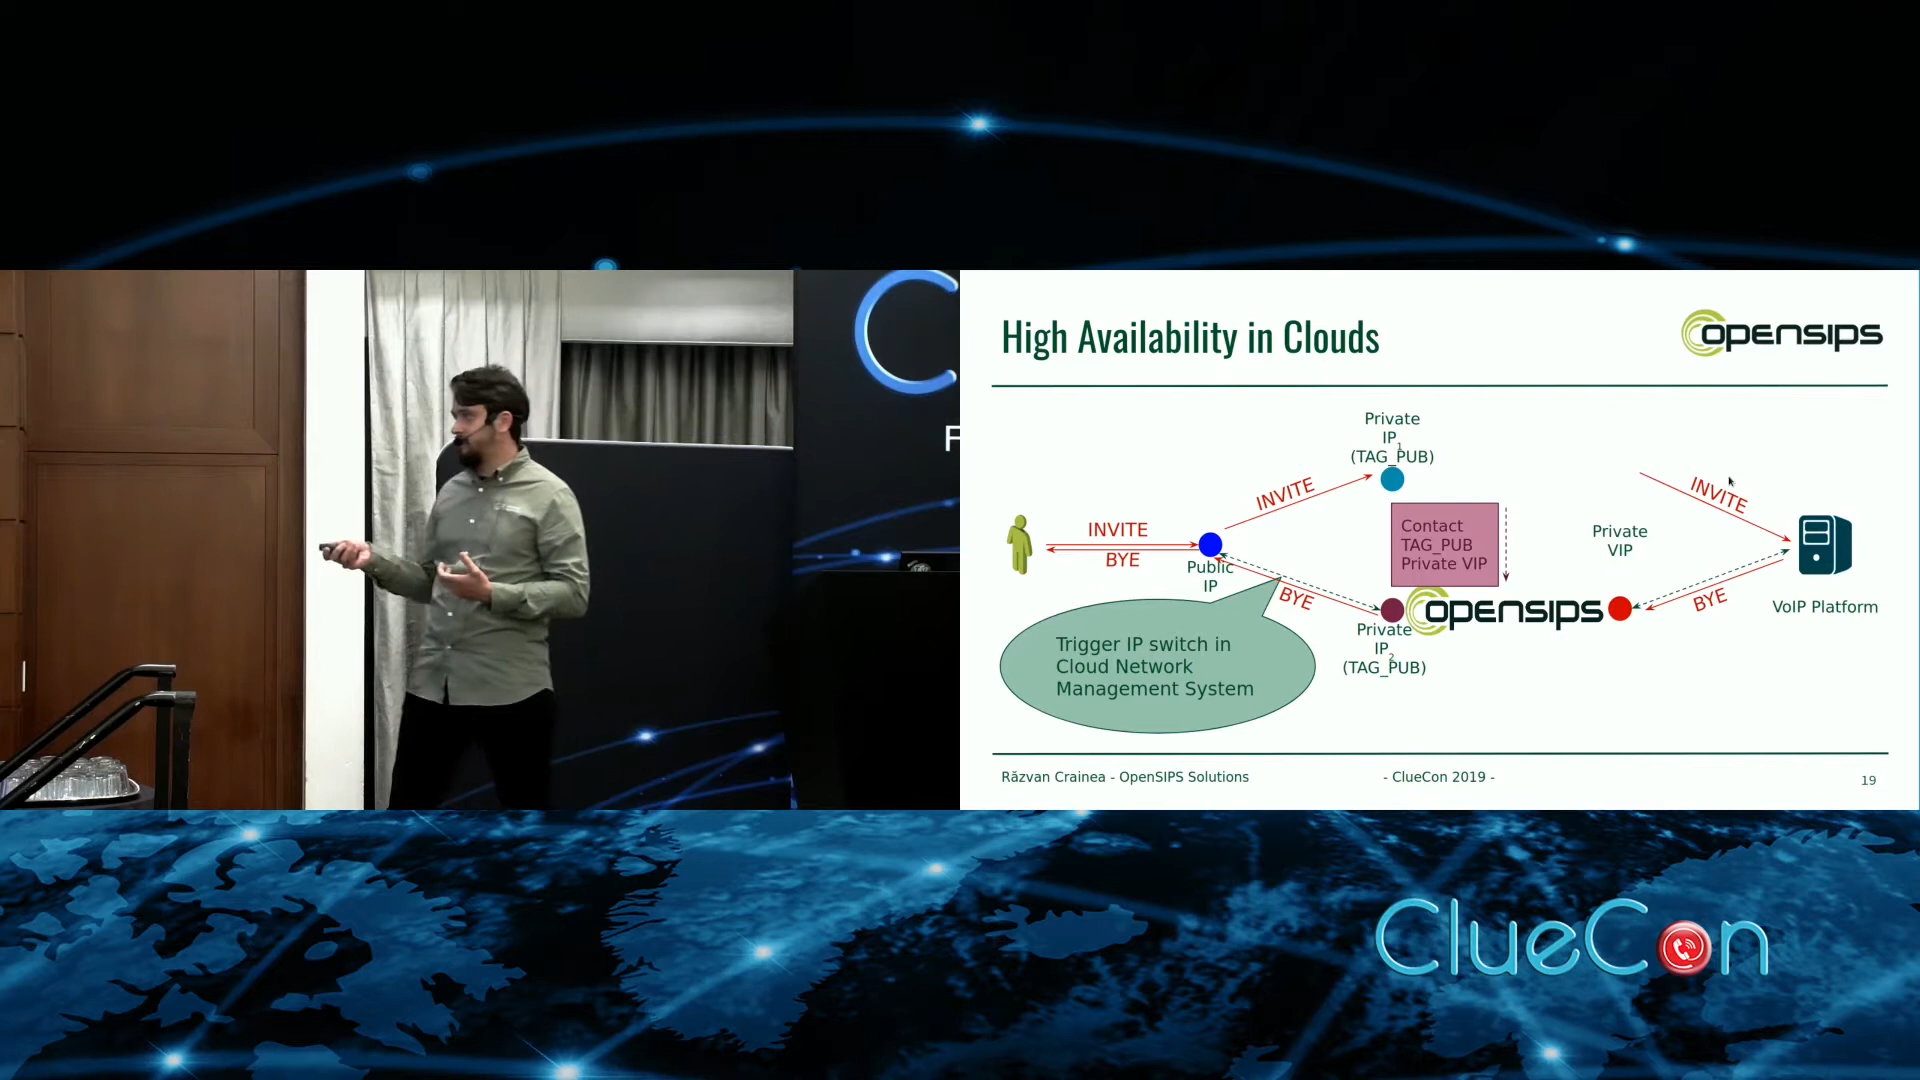 C
F
High Availability in Clouds
OPENSIPS
Private
IP1
(TAG_PUB)
INVITE
INVITE
INVITE
BYE
Public
IP
Contact
TAG_PUB
Private VIP
Private
VIP
BYE
OPENSIPS
BYE
VoIP Platform
Private
IP2
(TAG_PUB)
Trigger IP switch in
Cloud Network
Management System
Răzvan Crainea - OpenSIPS Solutions
- ClueCon 2019 -
19
ClueCon